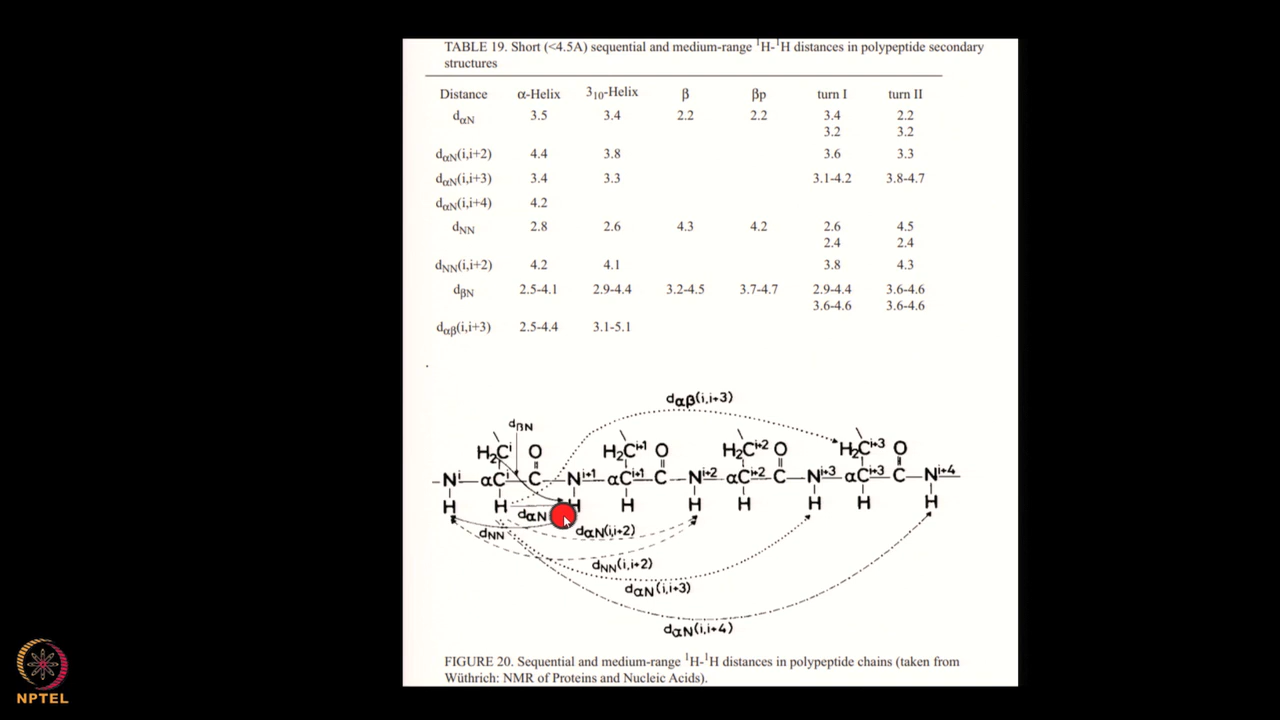 TABLE 19. Short (<4.5A) sequential and medium-range ¹H-¹H distances in polypeptide secondary
structures
Distance α-Helix 3₁₀-Helix β βp turn I turn II
dαN 3.5 3.4 2.2 2.2 3.4 2.2
3.2 3.2
dαN(i,i+2) 4.4 3.8 3.6 3.3
dαN(i,i+3) 3.4 3.3 3.1-4.2 3.8-4.7
dαN(i,i+4) 4.2
dNN 2.8 2.6 4.3 4.2 2.6 4.5
2.4 2.4
dNN(i,i+2) 4.2 4.1 3.8 4.3
dβN 2.5-4.1 2.9-4.4 3.2-4.5 3.7-4.7 2.9-4.4 3.6-4.6
3.6-4.6 3.6-4.6
dαβ(i,i+3) 2.5-4.4 3.1-5.1
dαβ(i,i+3)
dβN
H₂Cⁱ O H₂Cⁱ⁺¹ O H₂Cⁱ⁺² O H₂Cⁱ⁺³ O
–Nⁱ–αCⁱ–C–Nⁱ⁺¹–αCⁱ⁺¹–C–Nⁱ⁺²–αCⁱ⁺²–C–Nⁱ⁺³–αCⁱ⁺³–C–Nⁱ⁺⁴–
H H H H H H H H H
dαN
dNN dαN(i,i+2)
dNN(i,i+2)
dαN(i,i+3)
dαN(i,i+4)
FIGURE 20. Sequential and medium-range ¹H-¹H distances in polypeptide chains (taken from
Wüthrich: NMR of Proteins and Nucleic Acids).
NPTEL